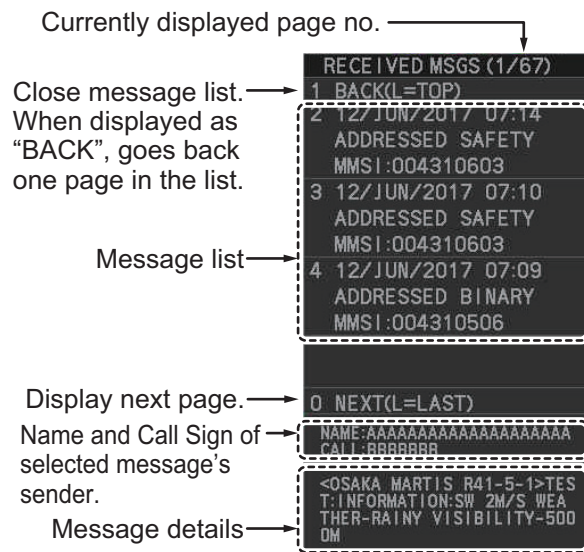 Currently displayed page no.
RECEIVED MSGS (1/67)
1 BACK(L=TOP)
Close message list.
When displayed as
“BACK”, goes back
one page in the list.
2 12/JUN/2017 07:14
ADDRESSED SAFETY
MMSI:004310603
3 12/JUN/2017 07:10
ADDRESSED SAFETY
MMSI:004310603
Message list
4 12/JUN/2017 07:09
ADDRESSED BINARY
MMSI:004310506
Display next page.
0 NEXT(L=LAST)
Name and Call Sign of
selected message’s
sender.
NAME:AAAAAAAAAAAAAAAAAAAA
CALL:BBBBBBB
Message details
<OSAKA MARTIS R41-5-1>TES
T:INFORMATION:SW 2M/S WEA
THER-RAINY VISIBILITY-500
0M